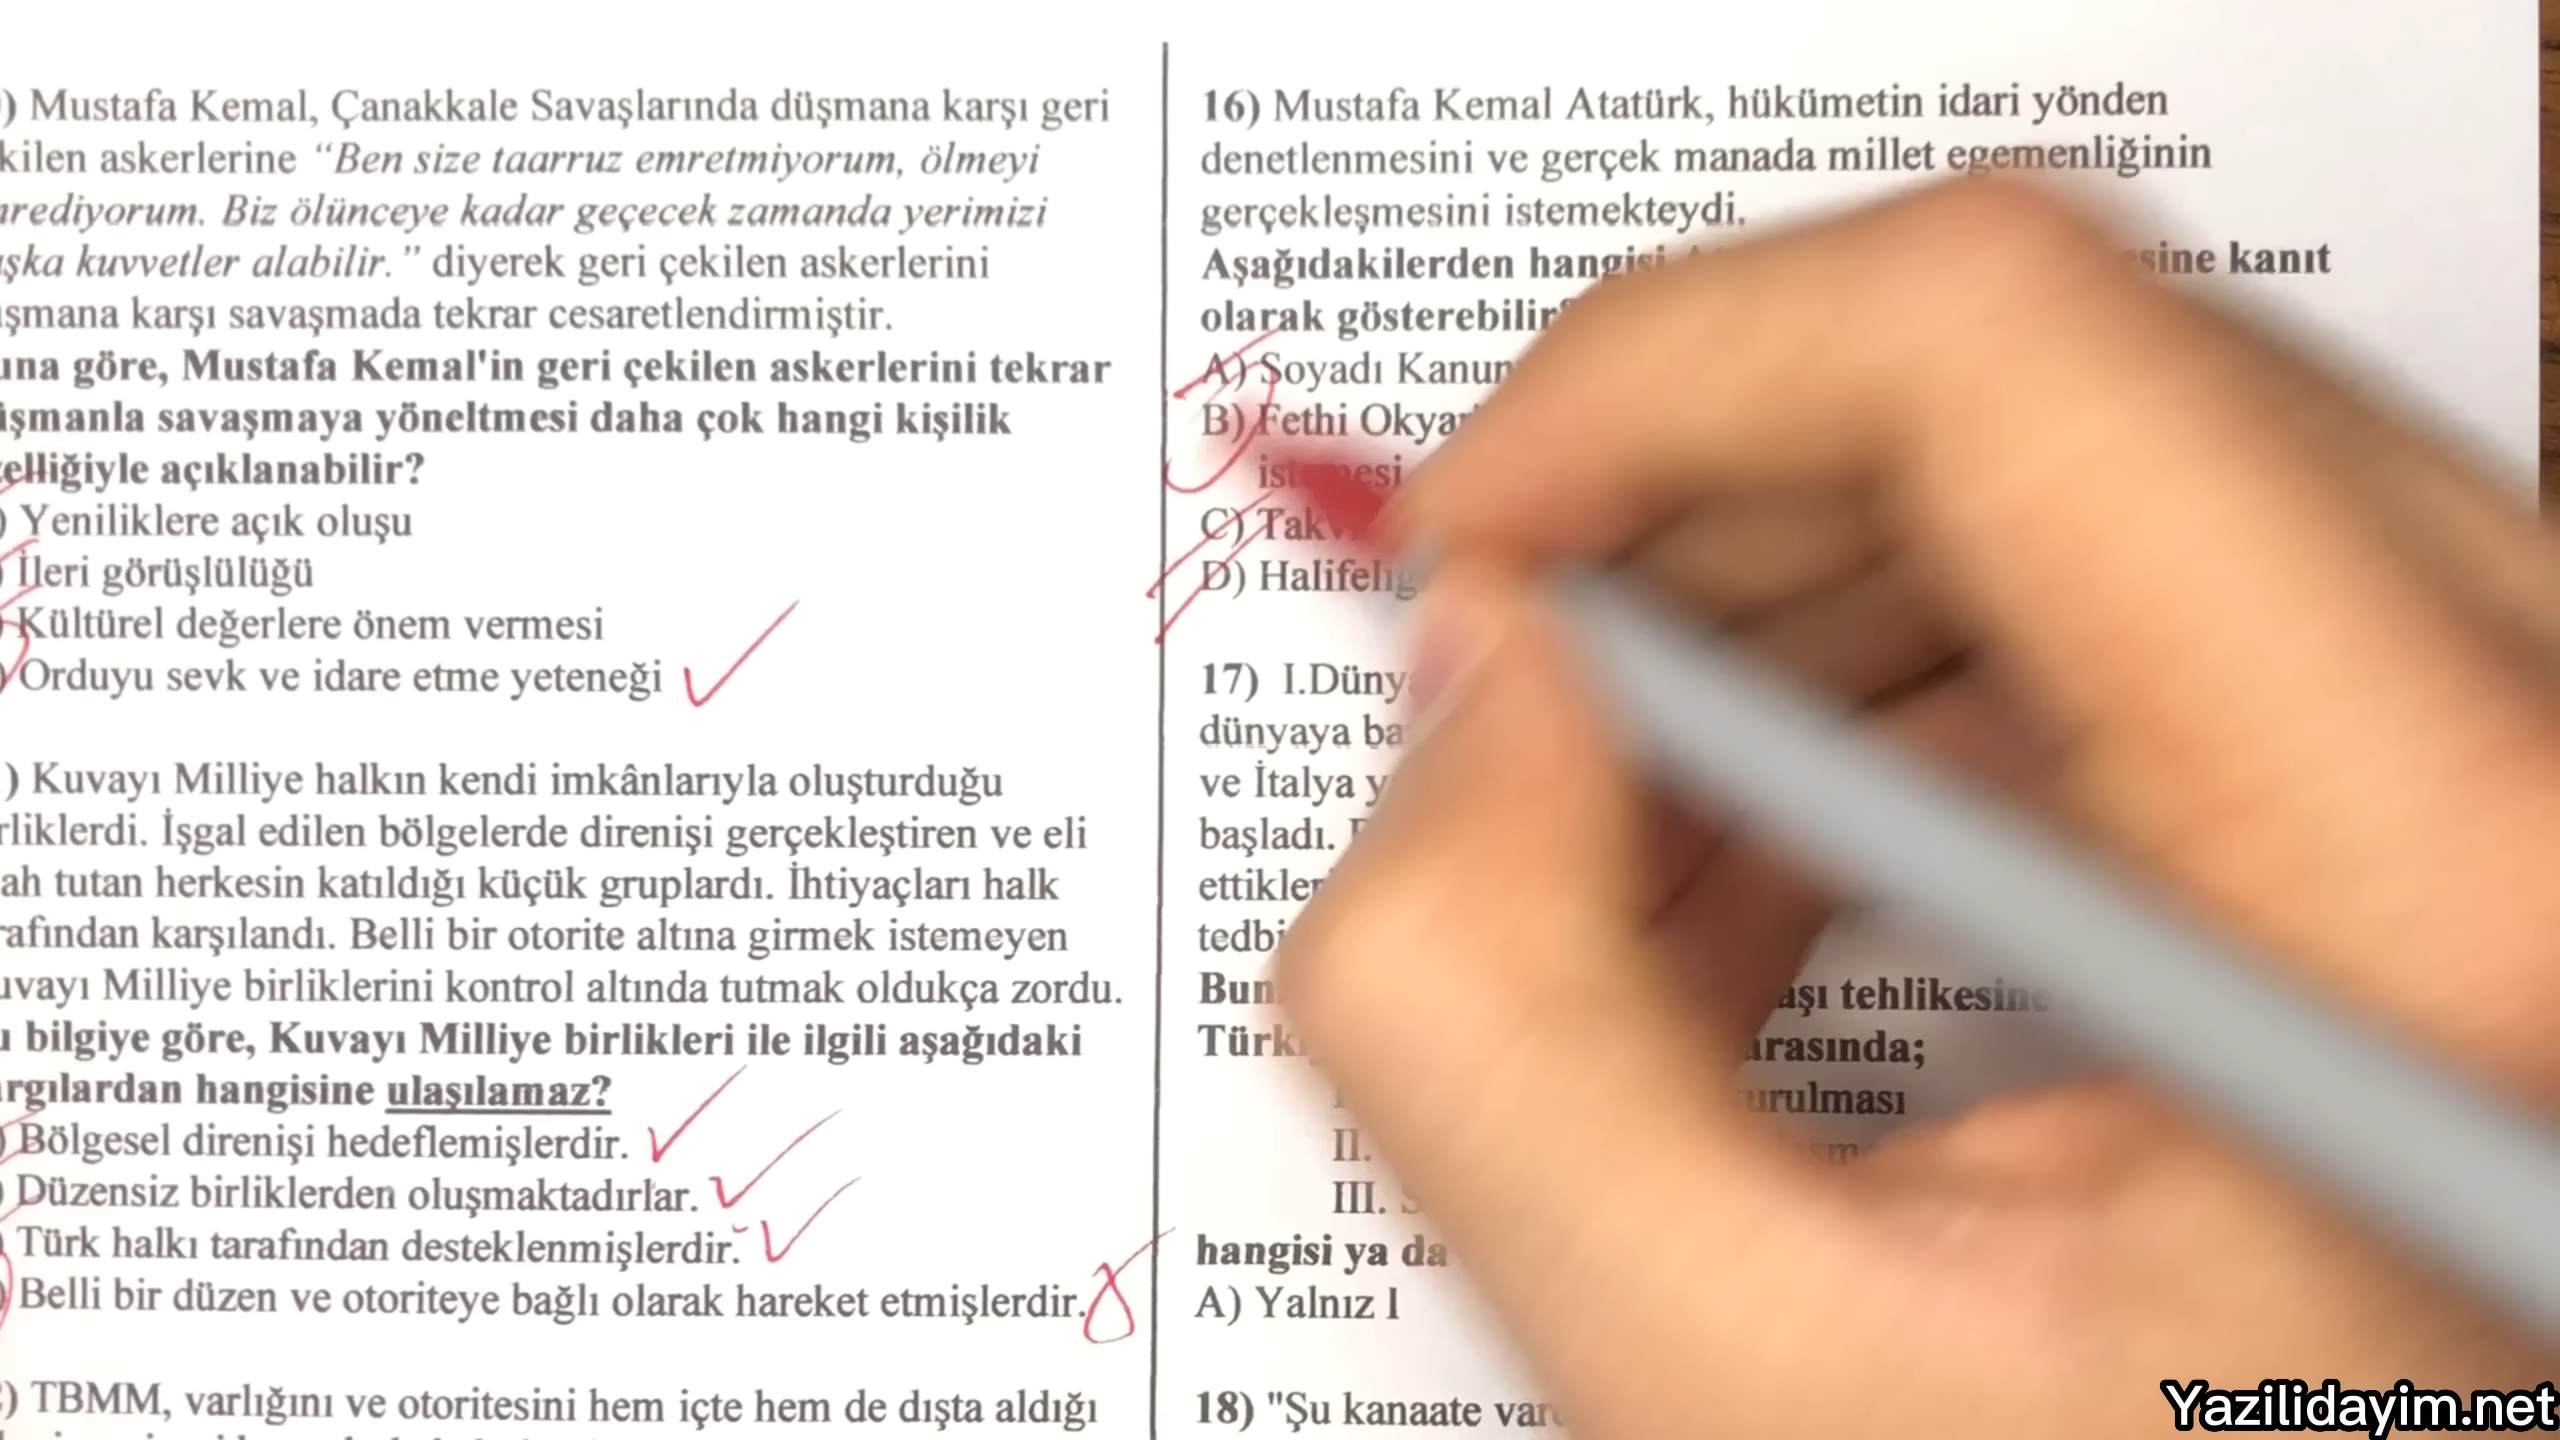 ) Mustafa Kemal, Çanakkale Savaşlarında düşmana karşı geri
kilen askerlerine “Ben size taarruz emretmiyorum, ölmeyi
rediyorum. Biz ölünceye kadar geçecek zamanda yerimizi
şka kuvvetler alabilir.” diyerek geri çekilen askerlerini
şmana karşı savaşmada tekrar cesaretlendirmiştir.
una göre, Mustafa Kemal'in geri çekilen askerlerini tekrar
şmanla savaşmaya yöneltmesi daha çok hangi kişilik
elliğiyle açıklanabilir?
) Yeniliklere açık oluşu
) İleri görüşlülüğü
) Kültürel değerlere önem vermesi
) Orduyu sevk ve idare etme yeteneği
) Kuvayı Milliye halkın kendi imkânlarıyla oluşturduğu
rliklerdi. İşgal edilen bölgelerde direnişi gerçekleştiren ve eli
ah tutan herkesin katıldığı küçük gruplardı. İhtiyaçları halk
rafından karşılandı. Belli bir otorite altına girmek istemeyen
uvayı Milliye birliklerini kontrol altında tutmak oldukça zordu.
u bilgiye göre, Kuvayı Milliye birlikleri ile ilgili aşağıdaki
rgılardan hangisine ulaşılamaz?
) Bölgesel direnişi hedeflemişlerdir.
) Düzensiz birliklerden oluşmaktadırlar.
) Türk halkı tarafından desteklenmişlerdir.
) Belli bir düzen ve otoriteye bağlı olarak hareket etmişlerdir.
) TBMM, varlığını ve otoritesini hem içte hem de dışta aldığı
16) Mustafa Kemal Atatürk, hükümetin idari yönden
denetlenmesini ve gerçek manada millet egemenliğinin
gerçekleşmesini istemekteydi.
Aşağıdakilerden hangisi sine kanıt
olarak gösterebilir
A) Soyadı Kanun
B) Fethi Okyar
C) Tak
D) Halifeliğ
17) I.Düny
dünyaya ba
ve İtalya y
başladı.
ettikler
tedbi
Bun aşı tehlikesine
Türk arasında;
urulması
II.
III.
hangisi ya da
A) Yalnız I
18) "Şu kanaate var
Yazilidayim.net